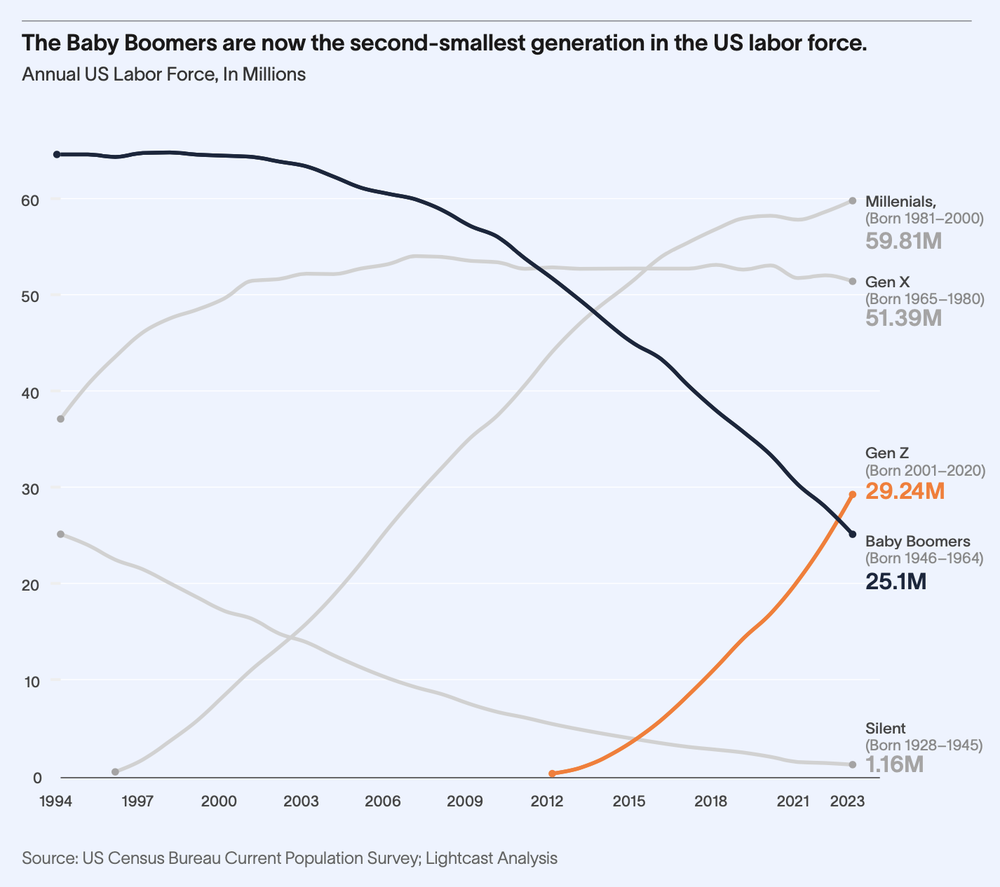 The Baby Boomers are now the second-smallest generation in the US labor force.
Annual US Labor Force, In Millions
60
50
40
30
20
10
0
Millenials,
(Born 1981–2000)
59.81M
Gen X
(Born 1965–1980)
51.39M
Gen Z
(Born 2001–2020)
29.24M
Baby Boomers
(Born 1946–1964)
25.1M
Silent
(Born 1928–1945)
1.16M
1994 1997 2000 2003 2006 2009 2012 2015 2018 2021 2023
Source: US Census Bureau Current Population Survey; Lightcast Analysis